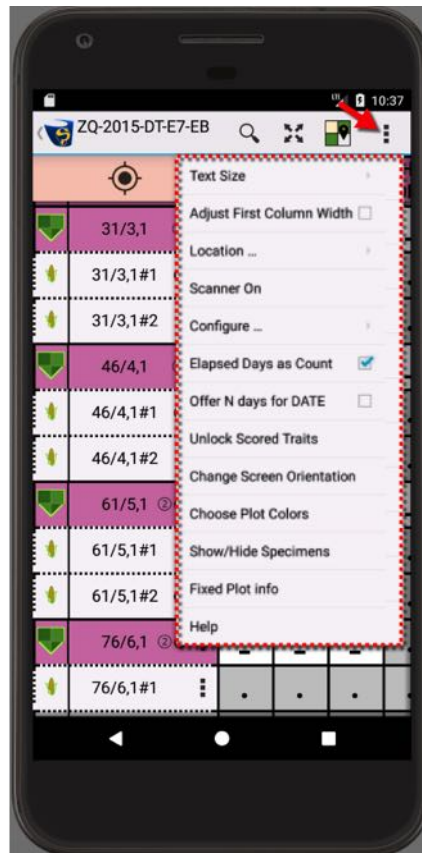 10:37
ZQ-2015-DT-E7-EB
Text Size
Adjust First Column Width
Location ...
Scanner On
Configure ...
Elapsed Days as Count
Offer N days for DATE
Unlock Scored Traits
Change Screen Orientation
Choose Plot Colors
Show/Hide Specimens
Fixed Plot info
Help
31/3,1
31/3,1#1
31/3,1#2
46/4,1
46/4,1#1
46/4,1#2
61/5,1 ②
61/5,1#1
61/5,1#2
76/6,1 ②
76/6,1#1